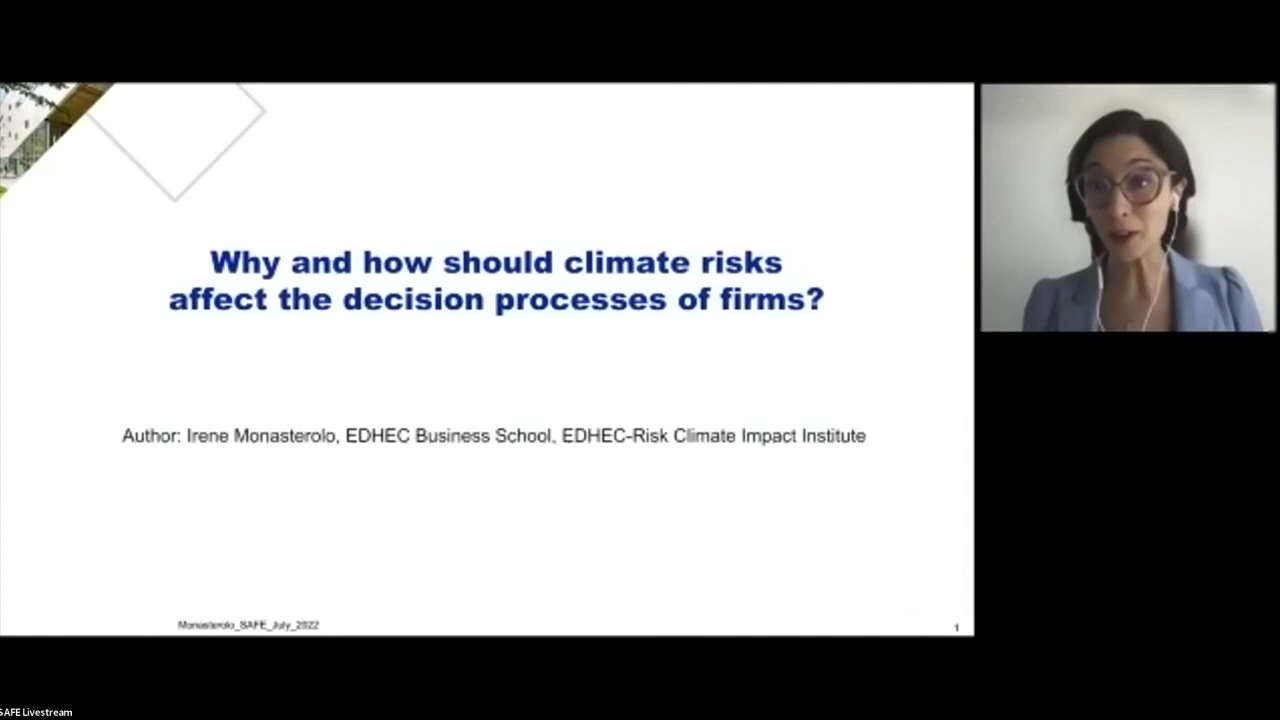 Why and how should climate risks
affect the decision processes of firms?
Author: Irene Monasterolo, EDHEC Business School, EDHEC-Risk Climate Impact Institute
Monasterolo_SAFE_July_2022
1
SAFE Livestream